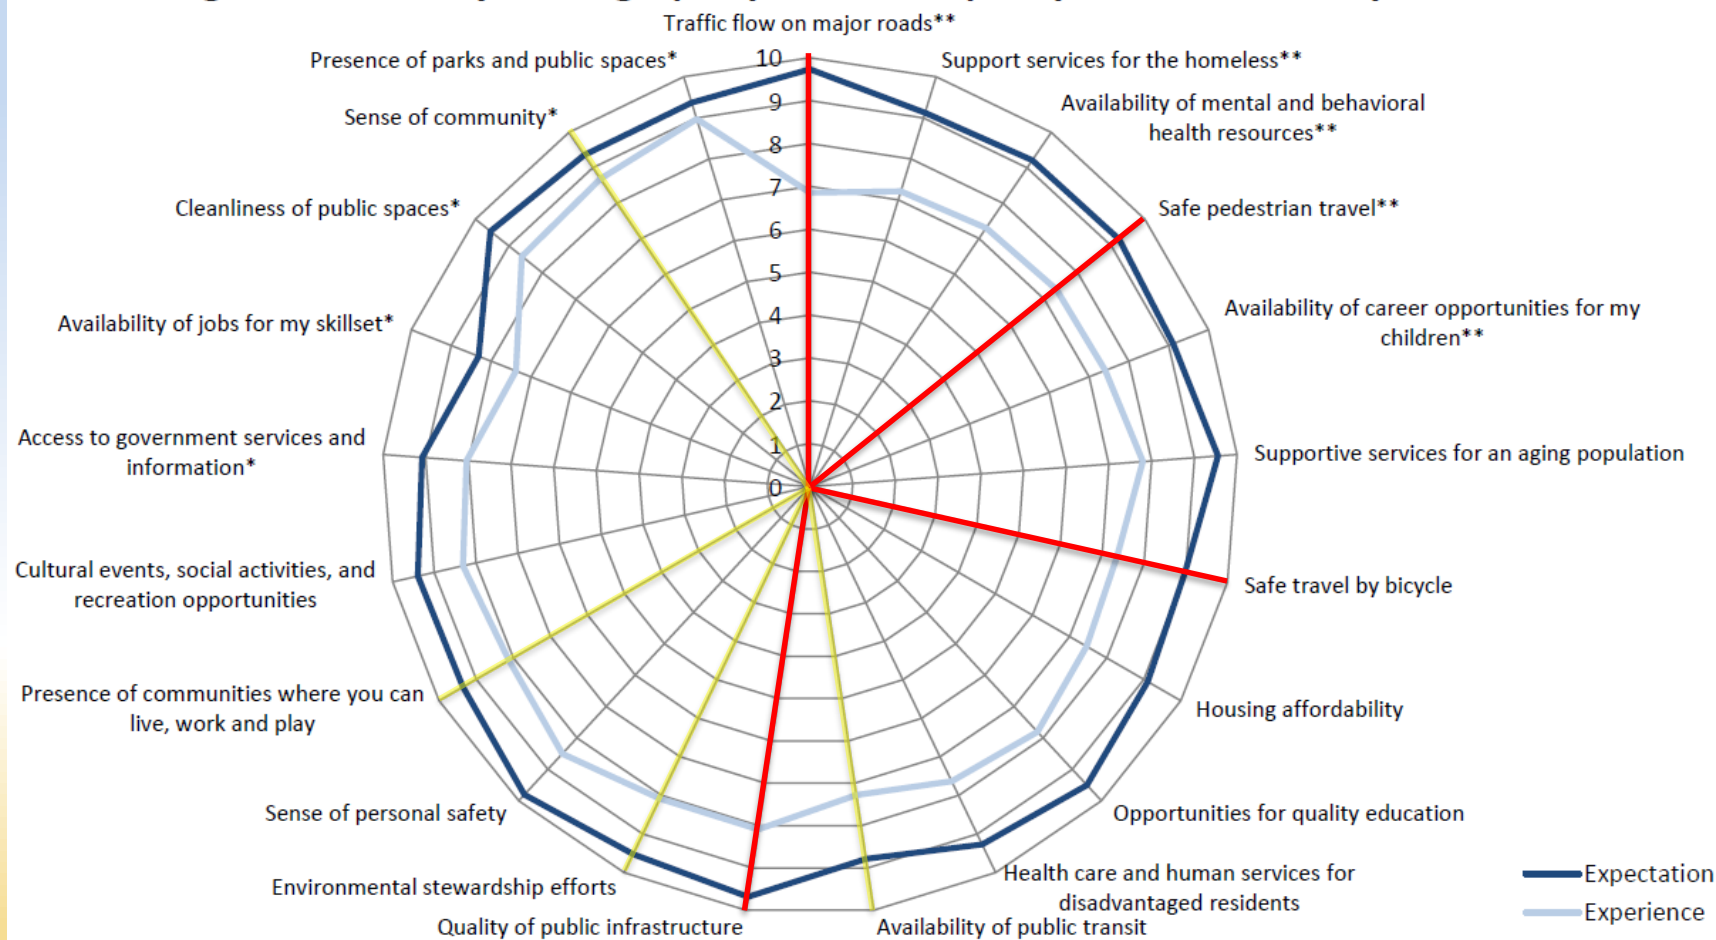 Traffic flow on major roads**
Presence of parks and public spaces*
Support services for the homeless**
Sense of community*
Availability of mental and behavioral
health resources**
Cleanliness of public spaces*
Safe pedestrian travel**
Availability of jobs for my skillset*
Availability of career opportunities for my
children**
Access to government services and
information*
Supportive services for an aging population
Cultural events, social activities, and
recreation opportunities
Safe travel by bicycle
Presence of communities where you can
live, work and play
Housing affordability
Sense of personal safety
Opportunities for quality education
Environmental stewardship efforts
Health care and human services for
disadvantaged residents
Quality of public infrastructure
Availability of public transit
10
9
8
7
6
5
4
3
2
1
0
Expectation
Experience